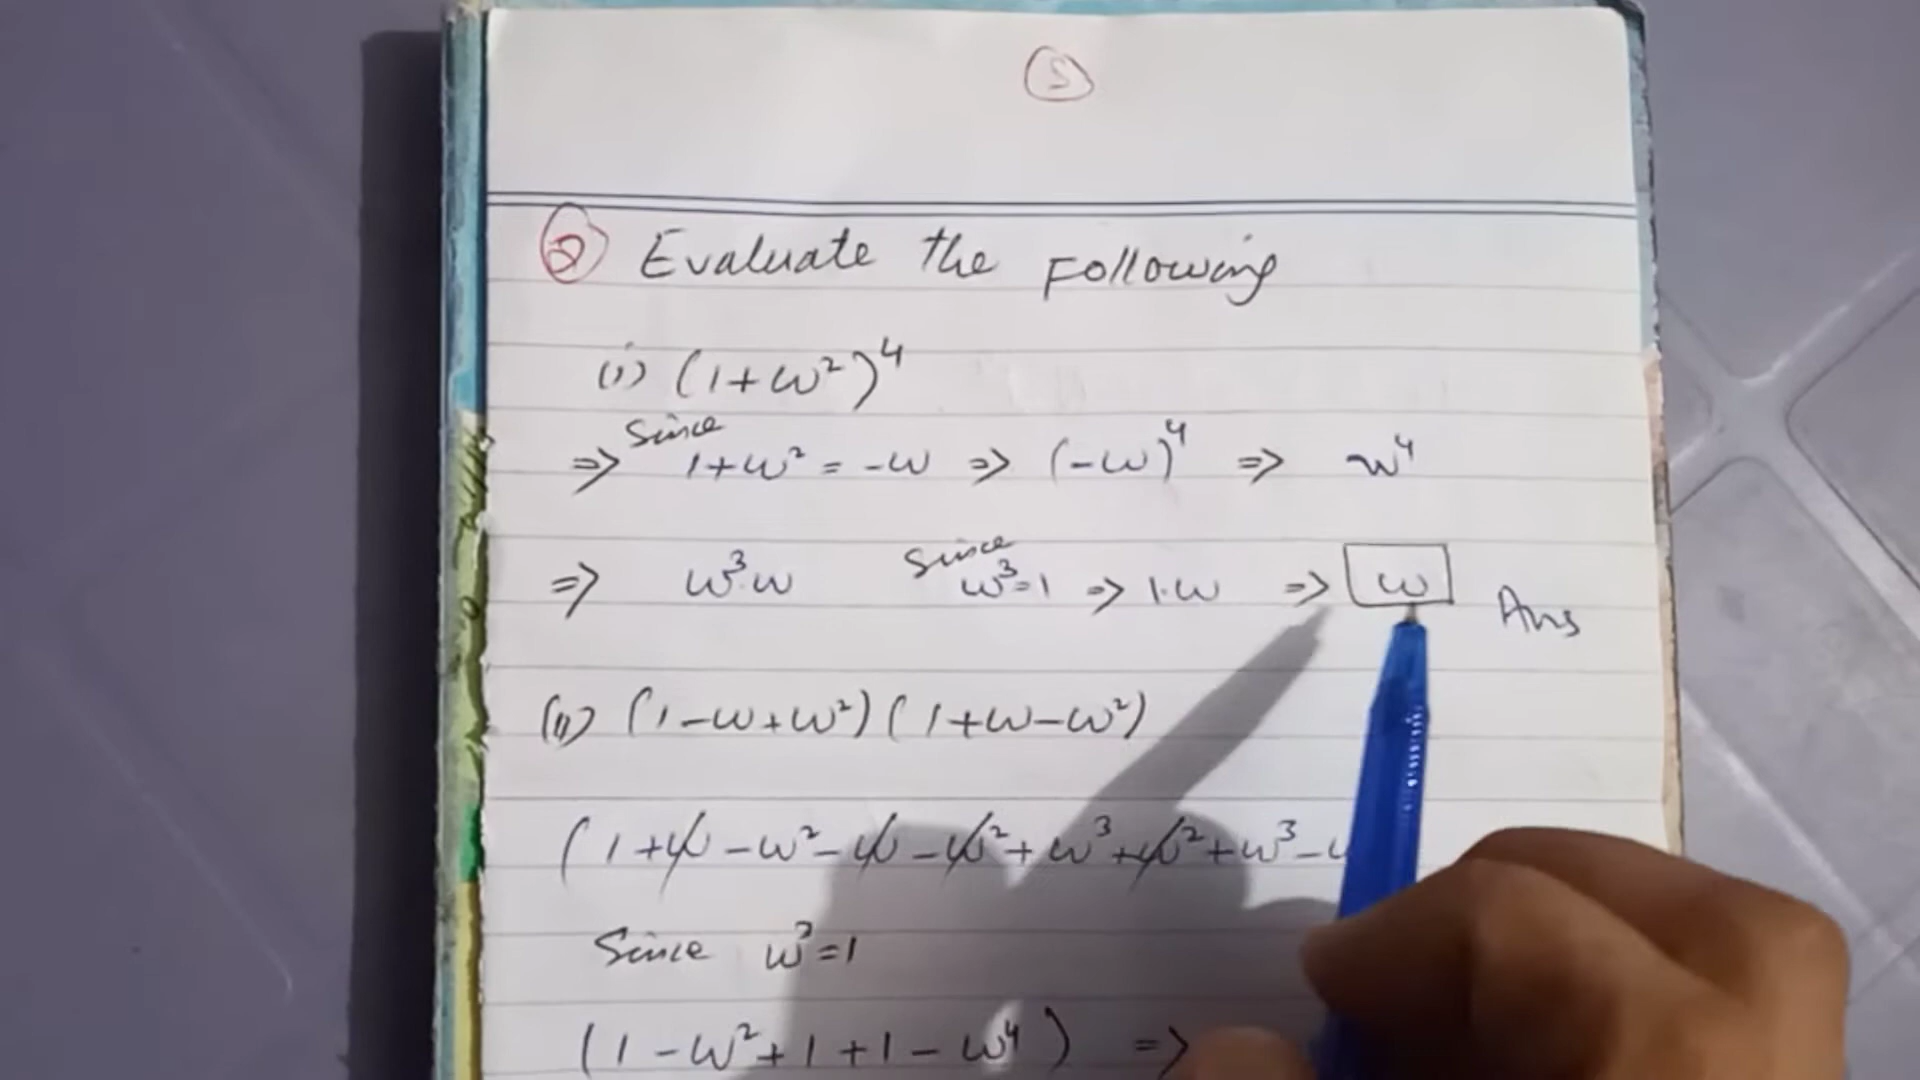 5
Q Evaluate the Following
(i) (1+ω²)⁴
⇒ Since 1+ω² = -ω ⇒ (-ω)⁴ ⇒ ω⁴
⇒ ω³.ω Since ω³=1 ⇒ 1.ω ⇒ ω Ans
(ii) (1-ω+ω²)(1+ω-ω²)
(1+ω-ω²-ω-ω²+ω³+ω²+ω³-
Since ω³=1
(1-ω²+1+1-ω⁴) ⇒